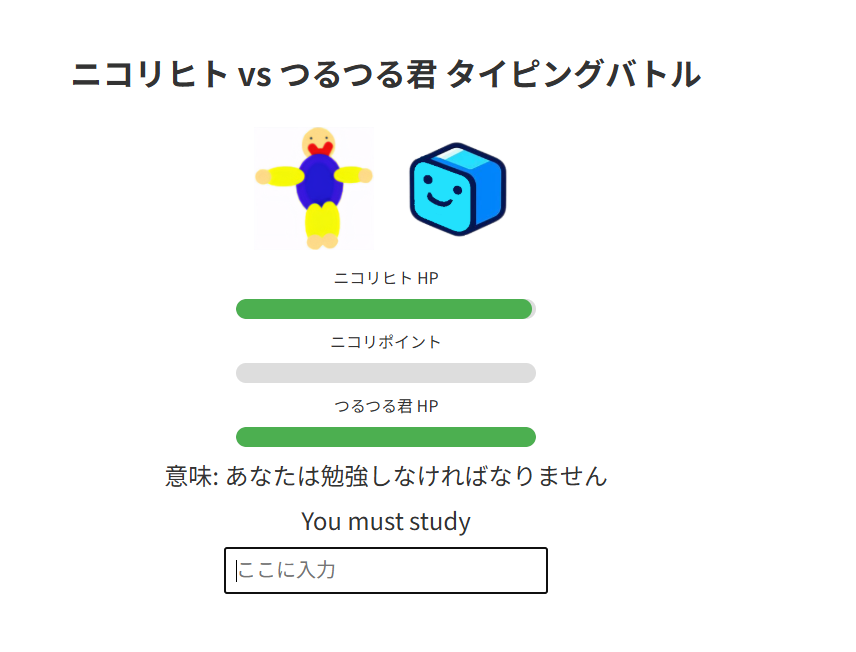 ニコリヒト vs つるつる君 タイピングバトル
ニコリヒト HP
ニコリポイント
つるつる君 HP
意味: あなたは勉強しなければなりません
You must study
ここに入力